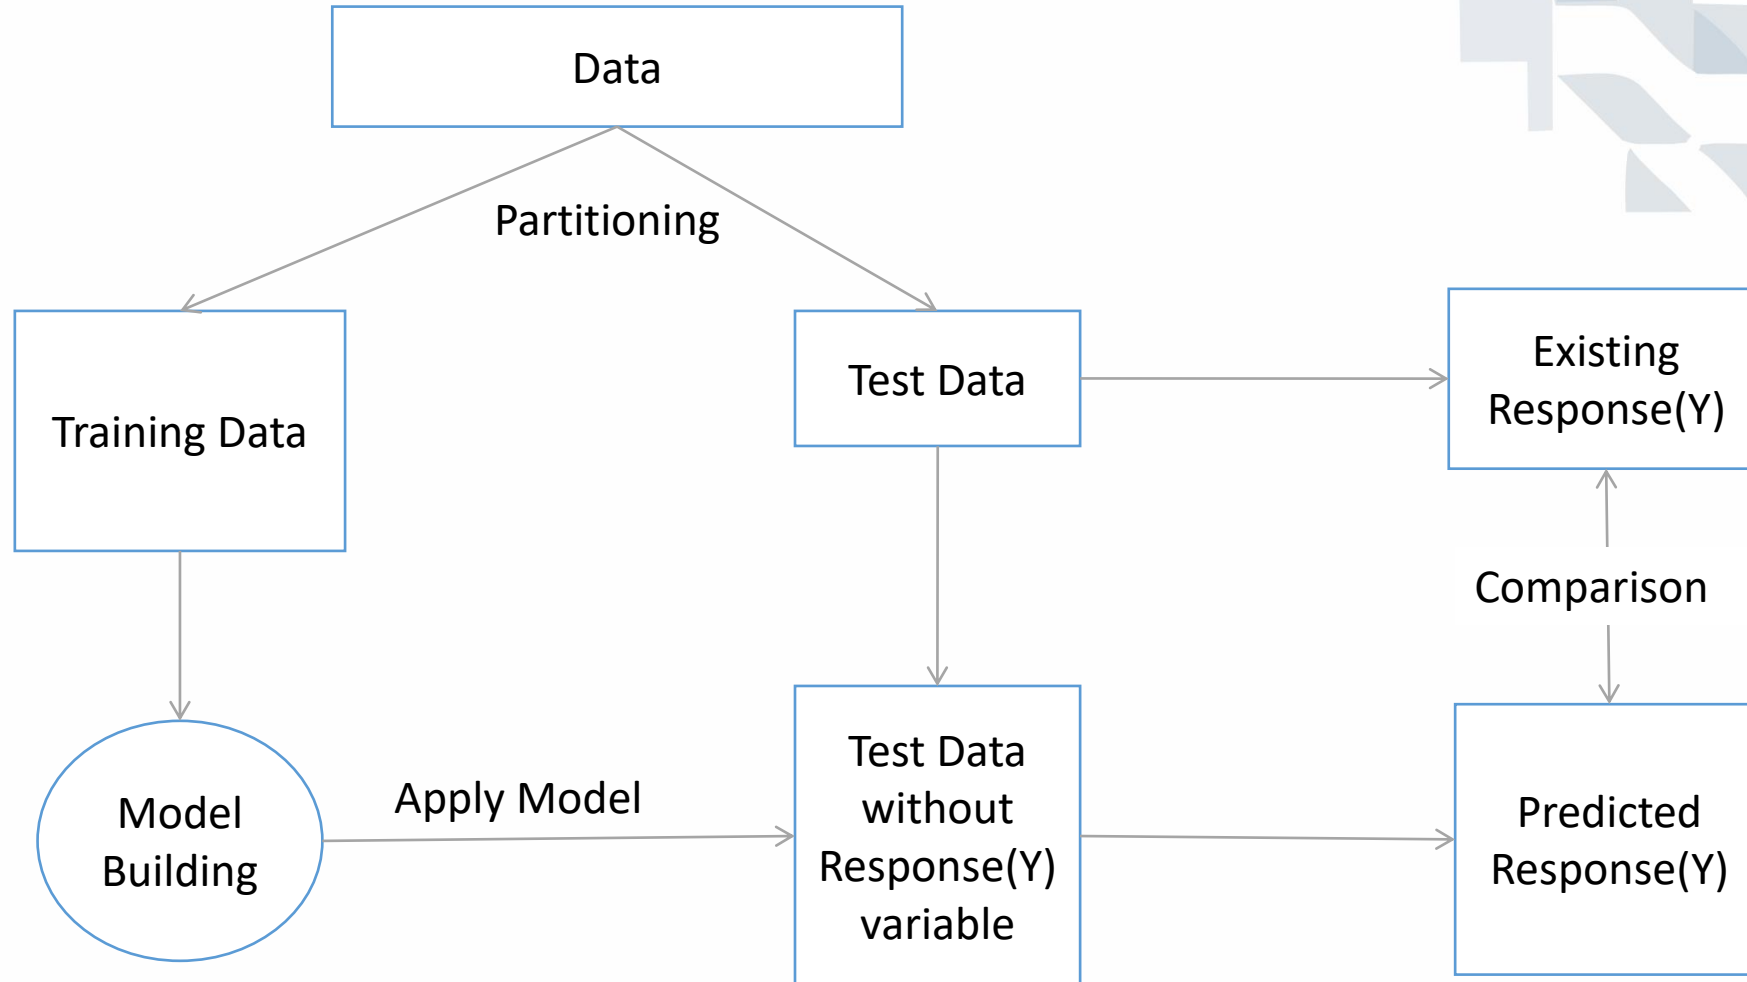 Data
Partitioning
Training Data
Test Data
Existing
Response(Y)
Comparison
Model
Building
Apply Model
Test Data
without
Response(Y)
variable
Predicted
Response(Y)